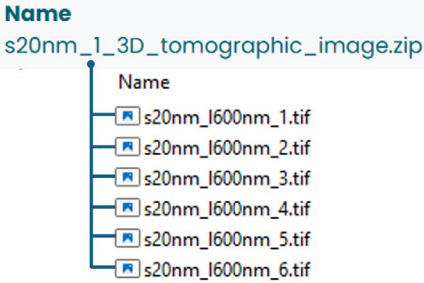 Name
s20nm_1_3D_tomographic_image.zip
Name
s20nm_l600nm_1.tif
s20nm_l600nm_2.tif
s20nm_l600nm_3.tif
s20nm_l600nm_4.tif
s20nm_l600nm_5.tif
s20nm_l600nm_6.tif